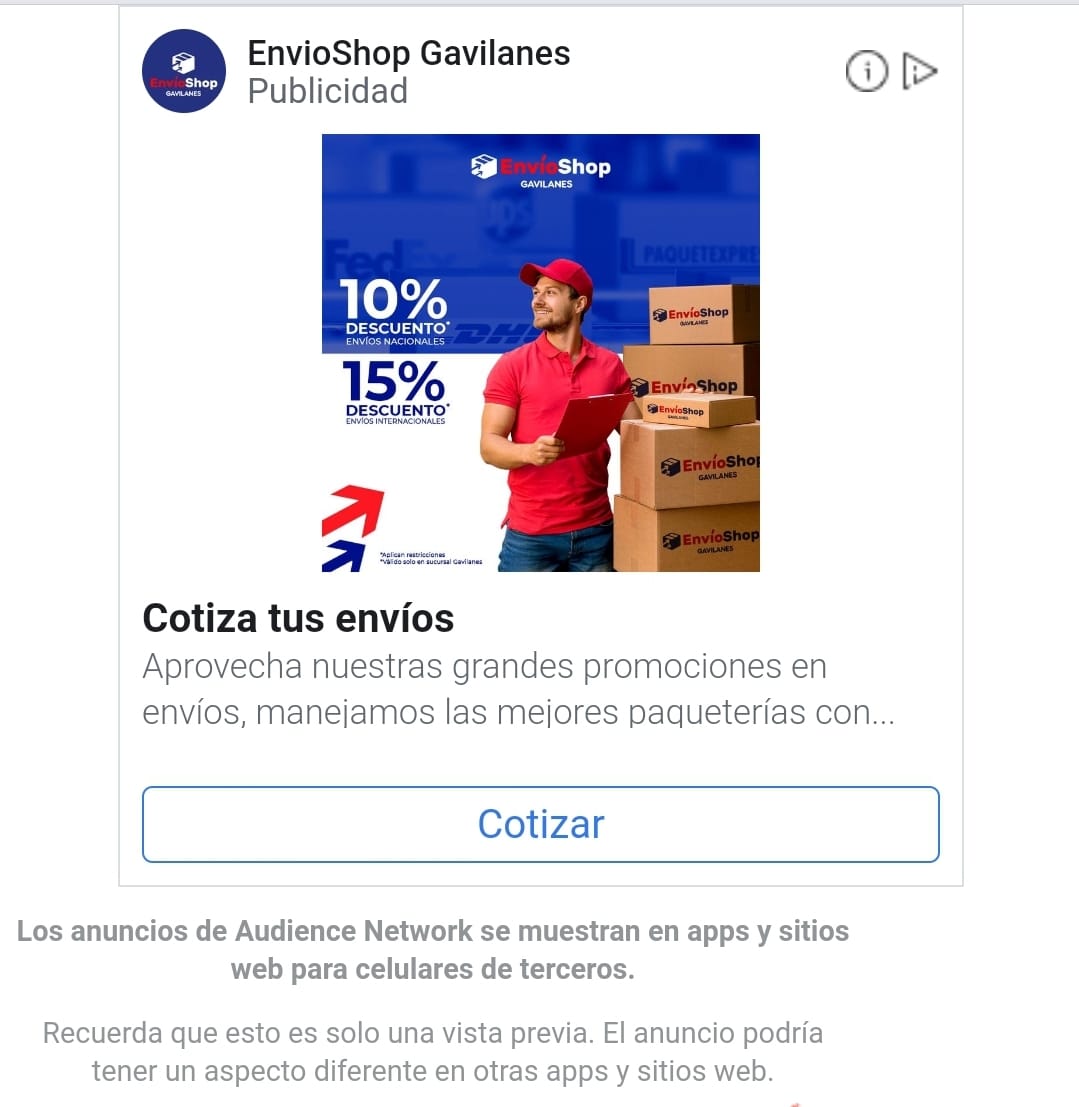 EnvíoShop
GAVILANES
EnvioShop Gavilanes
Publicidad
EnvíoShop
GAVILANES
ups
FedEx
PAQUETEXPRE
10%
DESCUENTO*
ENVÍOS NACIONALES
DHL
15%
DESCUENTO*
ENVÍOS INTERNACIONALES
EnvíoShop
GAVILANES
EnvíoShop
EnvíoShop
GAVILANES
EnvíoShop
GAVILANES
EnvíoShop
GAVILANES
*Aplican restricciones
*Válido solo en sucursal Gavilanes
Cotiza tus envíos
Aprovecha nuestras grandes promociones en
envíos, manejamos las mejores paqueterías con...
Cotizar
Los anuncios de Audience Network se muestran en apps y sitios
web para celulares de terceros.
Recuerda que esto es solo una vista previa. El anuncio podría
tener un aspecto diferente en otras apps y sitios web.